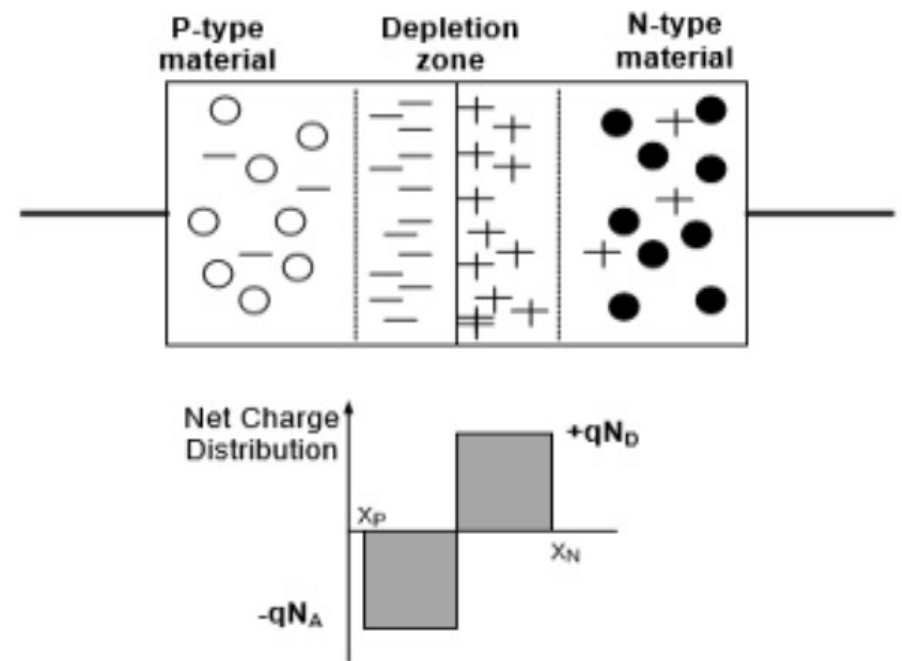 P-type
material
Depletion
zone
N-type
material
Net Charge
Distribution
+qN_D
X_P
X_N
-qN_A